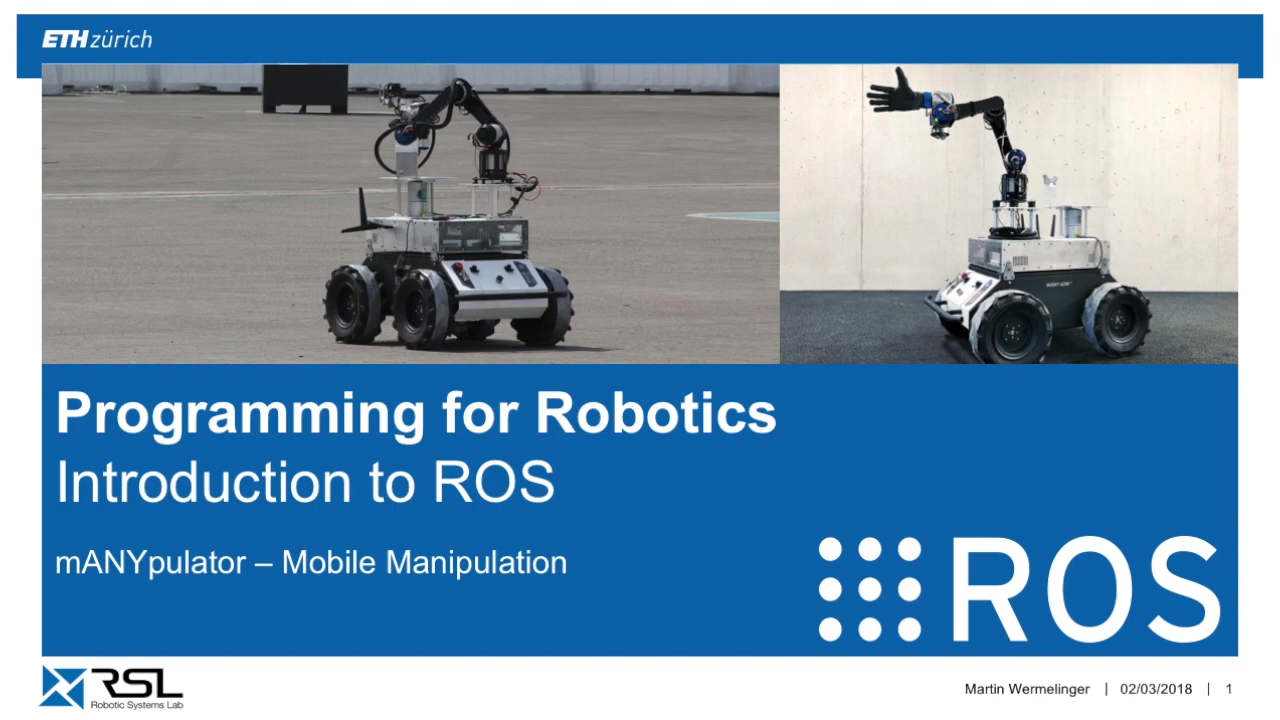 ETH zürich
Programming for Robotics
Introduction to ROS
mANYpulator – Mobile Manipulation
ROS
RSL
Robotic Systems Lab
Martin Wermelinger | 02/03/2018 | 1